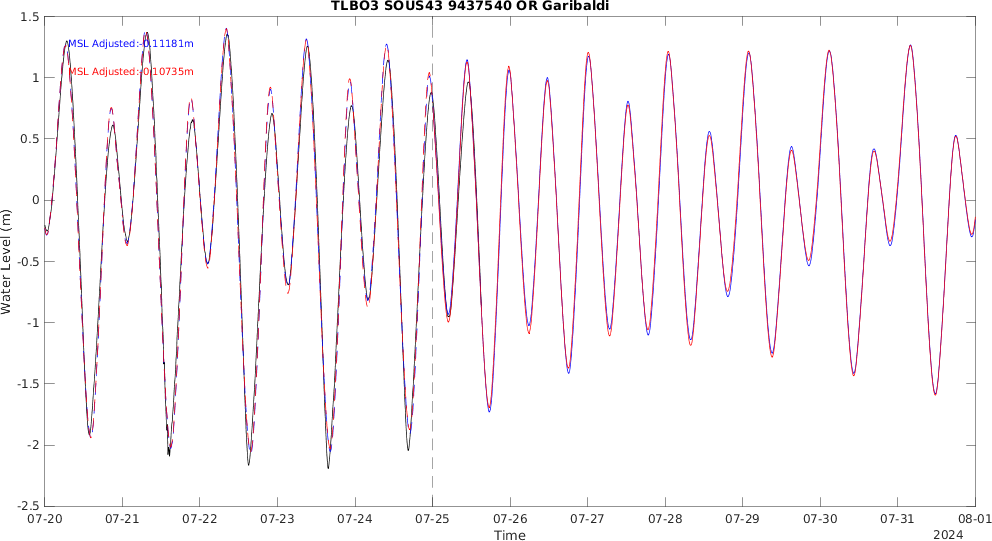 TLBO3 SOUS43 9437540 OR Garibaldi
MSL Adjusted:-0.11181m
MSL Adjusted:-0.10735m
Water Level (m)
1.5
1
0.5
0
-0.5
-1
-1.5
-2
-2.5
07-20 07-21 07-22 07-23 07-24 07-25 07-26 07-27 07-28 07-29 07-30 07-31 08-01
Time
2024